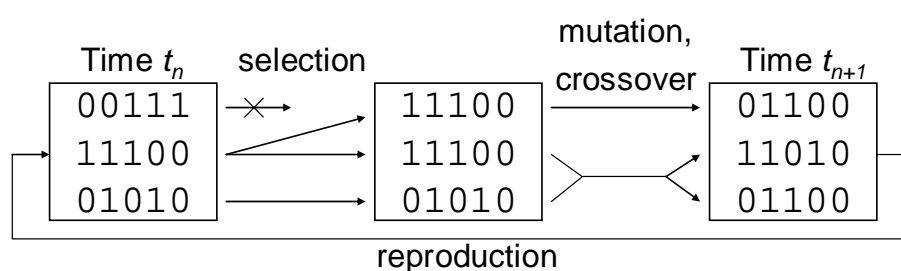 mutation,
Time tn selection crossover Time tn+1
00111 11100 01100
11100 11100 11010
01010 01010 01100
reproduction